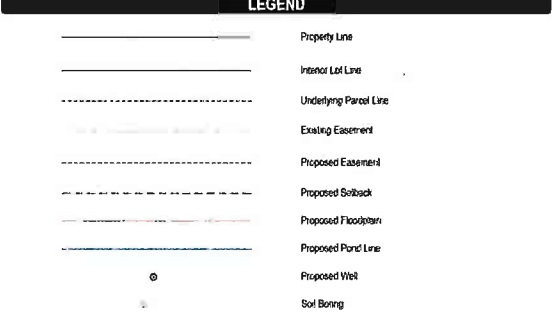 LEGEND
Property Line
Interior Lot Line
Underlying Parcel Line
Existing Easement
Proposed Easement
Proposed Setback
Proposed Floodplain
Proposed Pond Line
Proposed Well
Soil Boring